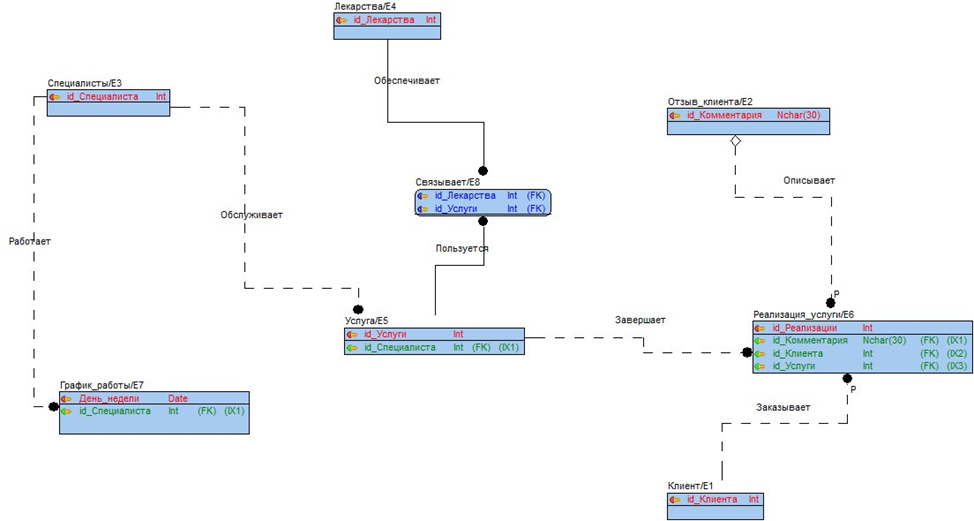 Лекарства/E4
id_Лекарства Int
Обеспечивает
Специалисты/E3
id_Специалиста Int
Отзыв_клиента/E2
id_Комментария Nchar(30)
Описывает
Связывает/E8
id_Лекарства Int (FK)
id_Услуги Int (FK)
Обслуживает
Работает
Пользуется
P
Услуга/E5
id_Услуги Int
id_Специалиста Int (FK) (IX1)
Завершает
Реализация_услуги/E6
id_Реализации Int
id_Комментария Nchar(30) (FK) (IX1)
id_Клиента Int (FK) (IX2)
id_Услуги Int (FK) (IX3)
График_работы/E7
День_недели Date
id_Специалиста Int (FK) (IX1)
P
Заказывает
Клиент/E1
id_Клиента Int